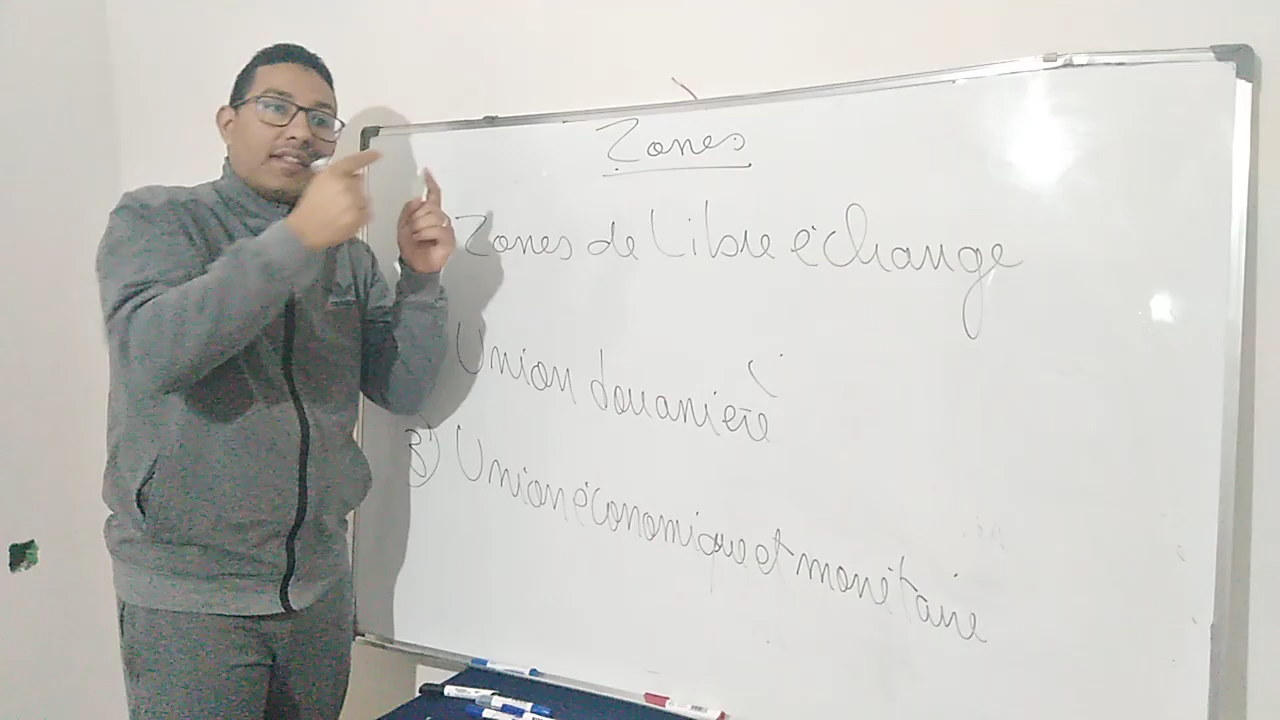 Zones
Zones de Libre échange
Union douanière
3) Union économique et monétaire